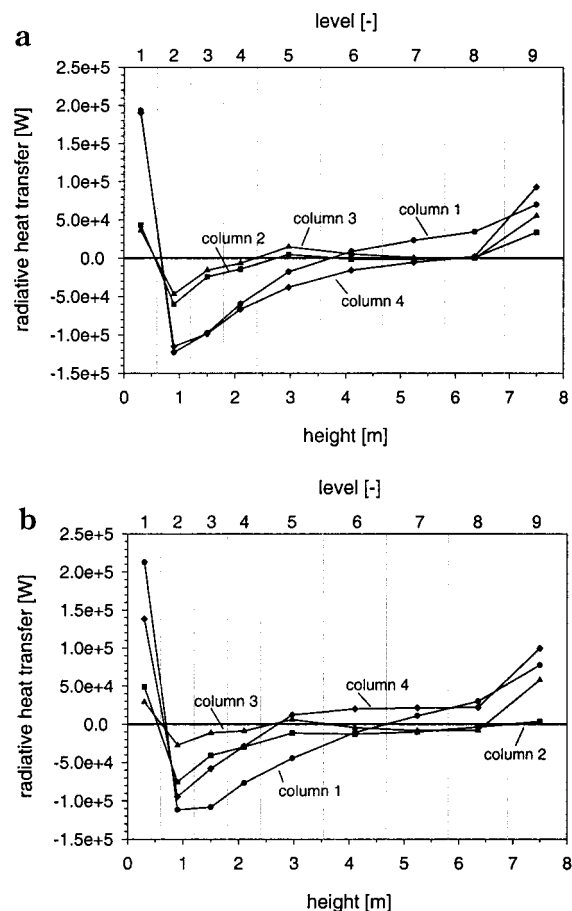 a
level [-]
1 2 3 4 5 6 7 8 9
radiative heat transfer [W]
2.5e+5
2.0e+5
1.5e+5
1.0e+5
5.0e+4
0.0
-5.0e+4
-1.0e+5
-1.5e+5
column 3
column 1
column 2
column 4
0 1 2 3 4 5 6 7 8
height [m]
b
level [-]
1 2 3 4 5 6 7 8 9
radiative heat transfer [W]
2.5e+5
2.0e+5
1.5e+5
1.0e+5
5.0e+4
0.0
-5.0e+4
-1.0e+5
-1.5e+5
column 3
column 4
column 2
column 1
0 1 2 3 4 5 6 7 8
height [m]